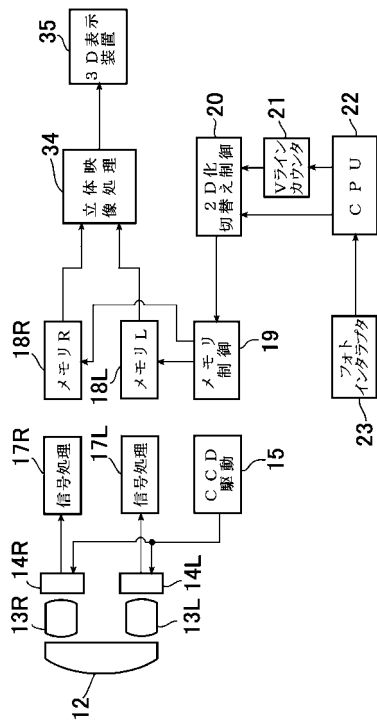 12
13R
13L
14R
14L
15
CCD
駆動
17R
信号処理
17L
信号処理
18R
メモリR
18L
メモリL
19
メモリ
制御
20
2D化
切替え制御
21
Vライン
カウンタ
22
CPU
23
フォト
インタラプタ
34
立体映
像処理
35
3D表示
装置